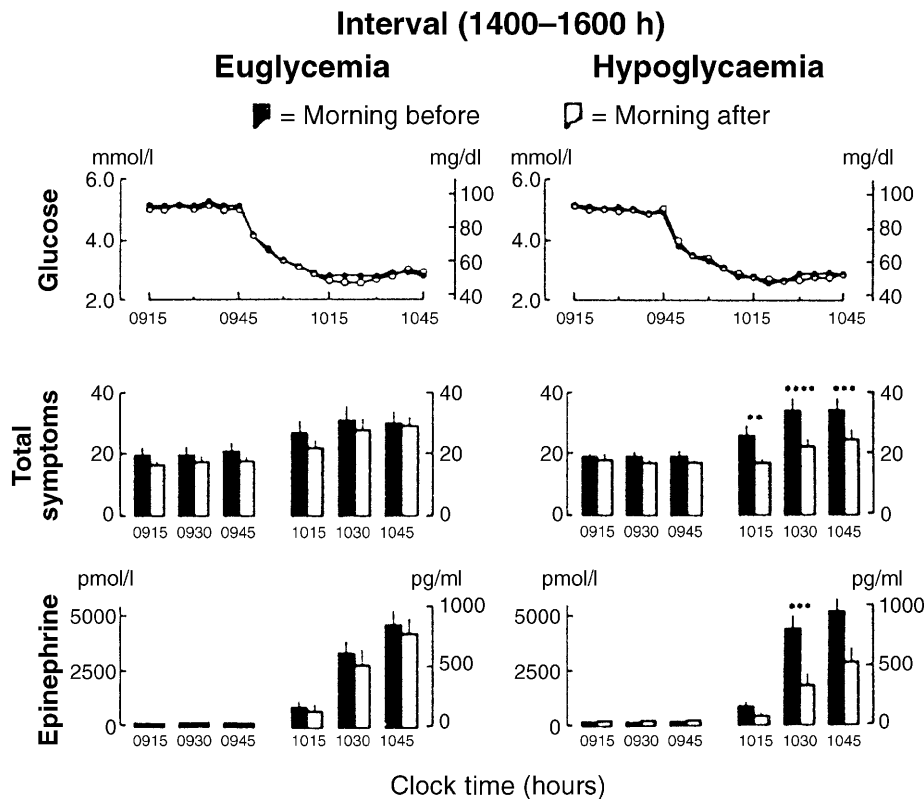 Interval (1400–1600 h)
Euglycemia Hypoglycaemia
= Morning before = Morning after
mmol/l mg/dl mmol/l mg/dl
Glucose
6.0 100 6.0 100
80 80
4.0 4.0
60 60
2.0 40 2.0 40
0915 0945 1015 1045 0915 0945 1015 1045
Total
symptoms
40 40 40 40
20 20 20 20
0 0 0 0
0915 0930 0945 1015 1030 1045 0915 0930 0945 1015 1030 1045
pmol/l pg/ml pmol/l pg/ml
Epinephrine
5000 1000 5000 1000
2500 500 2500 500
0 0 0 0
0915 0930 0945 1015 1030 1045 0915 0930 0945 1015 1030 1045
Clock time (hours)